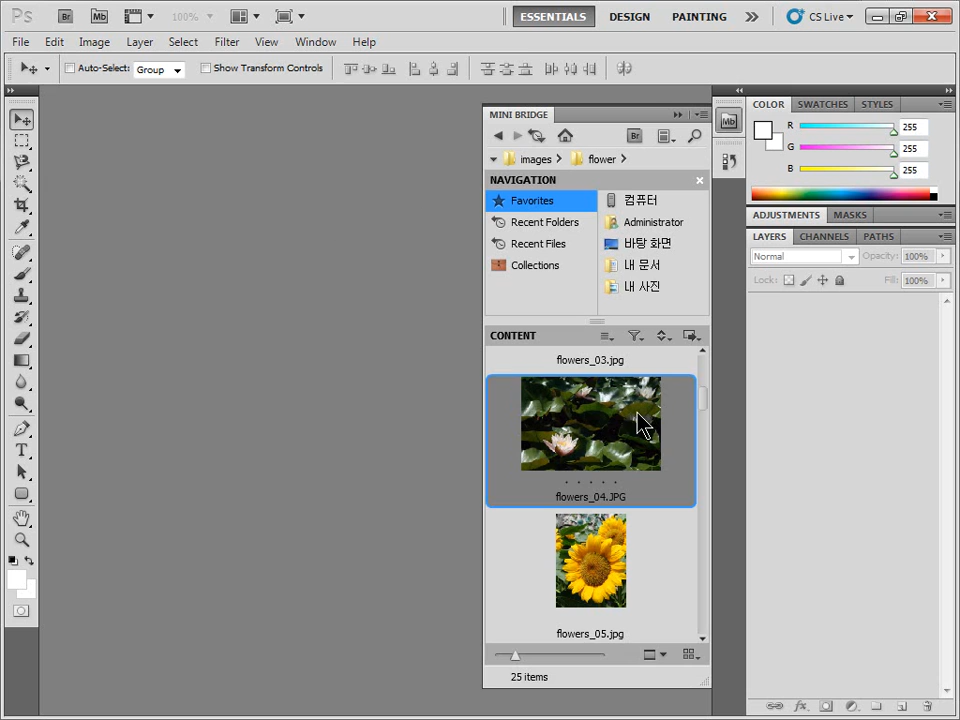 Ps Br Mb 100% ESSENTIALS DESIGN PAINTING CS Live
File Edit Image Layer Select Filter View Window Help
Auto-Select: Group Show Transform Controls
MINI BRIDGE
Br
images flower
NAVIGATION
Favorites 컴퓨터
Recent Folders Administrator
Recent Files 바탕 화면
Collections 내 문서
내 사진
CONTENT
flowers_03.jpg
flowers_04.JPG
flowers_05.jpg
25 items
Mb
COLOR SWATCHES STYLES
R 255
G 255
B 255
ADJUSTMENTS MASKS
LAYERS CHANNELS PATHS
Normal Opacity: 100%
Lock: Fill: 100%
T
fx